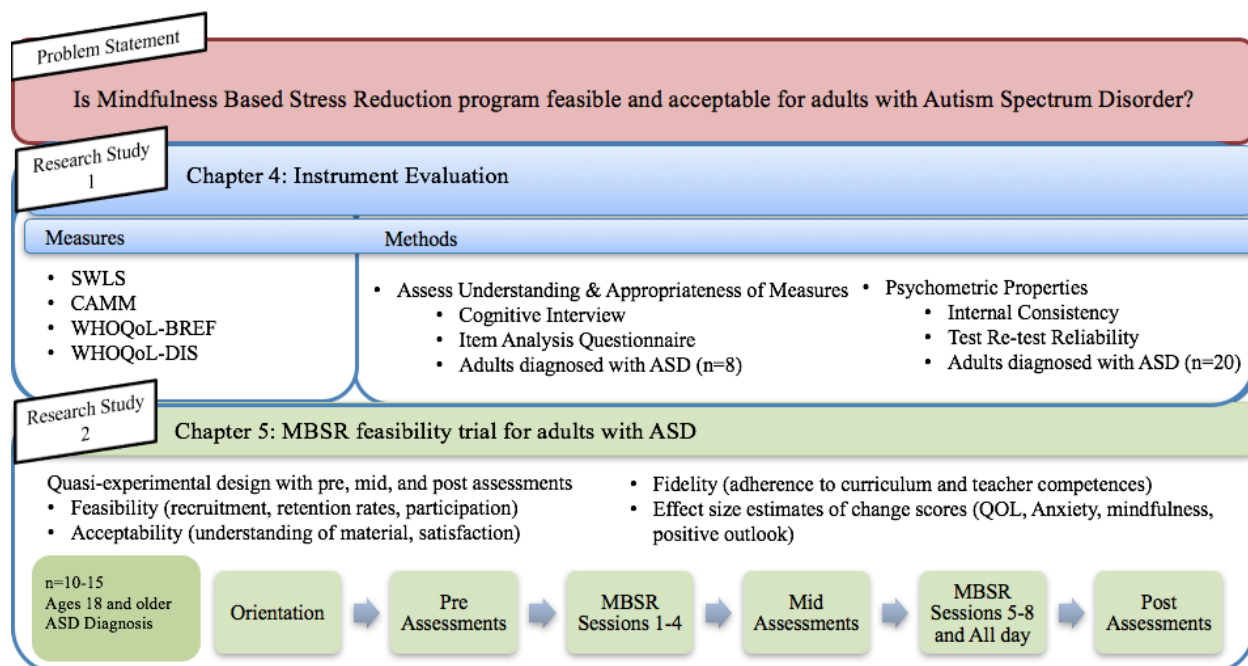 Problem Statement
Is Mindfulness Based Stress Reduction program feasible and acceptable for adults with Autism Spectrum Disorder?
Research Study
1
Chapter 4: Instrument Evaluation
Measures
• SWLS
• CAMM
• WHOQoL-BREF
• WHOQoL-DIS
Methods
• Assess Understanding & Appropriateness of Measures
• Cognitive Interview
• Item Analysis Questionnaire
• Adults diagnosed with ASD (n=8)
• Psychometric Properties
• Internal Consistency
• Test Re-test Reliability
• Adults diagnosed with ASD (n=20)
Research Study
2
Chapter 5: MBSR feasibility trial for adults with ASD
Quasi-experimental design with pre, mid, and post assessments
• Feasibility (recruitment, retention rates, participation)
• Acceptability (understanding of material, satisfaction)
• Fidelity (adherence to curriculum and teacher competences)
• Effect size estimates of change scores (QOL, Anxiety, mindfulness,
positive outlook)
n=10-15
Ages 18 and older
ASD Diagnosis
Orientation
Pre
Assessments
MBSR
Sessions 1-4
Mid
Assessments
MBSR
Sessions 5-8
and All day
Post
Assessments